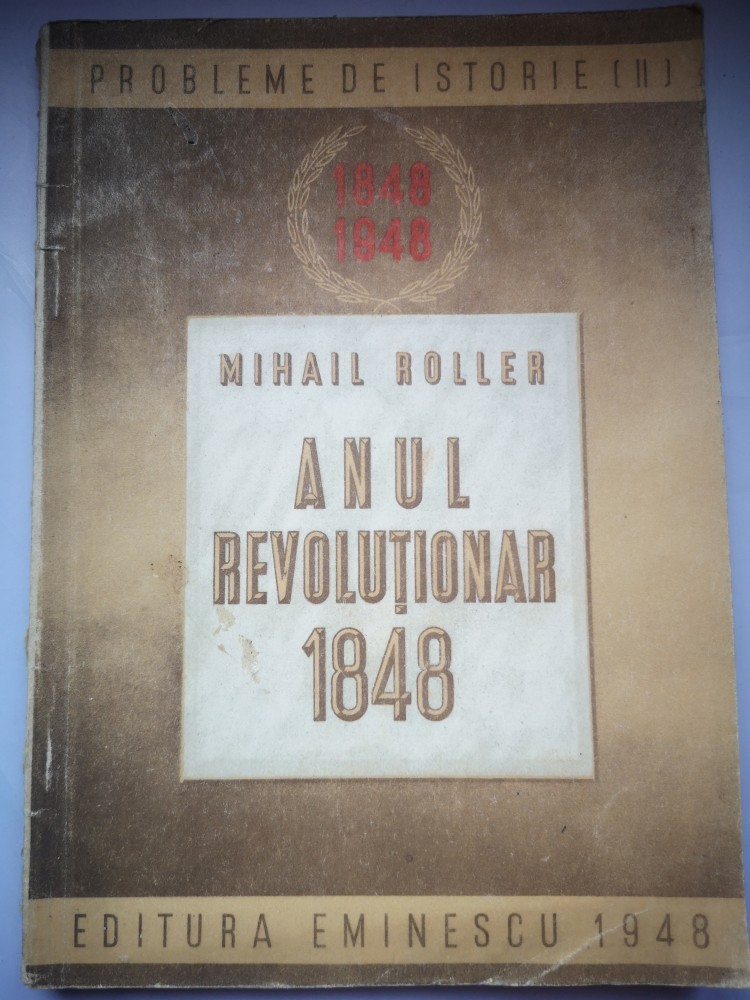 PROBLEME DE ISTORIE (II)
1848
1948
MIHAIL ROLLER
ANUL
REVOLUȚIONAR
1848
EDITURA EMINESCU 1948